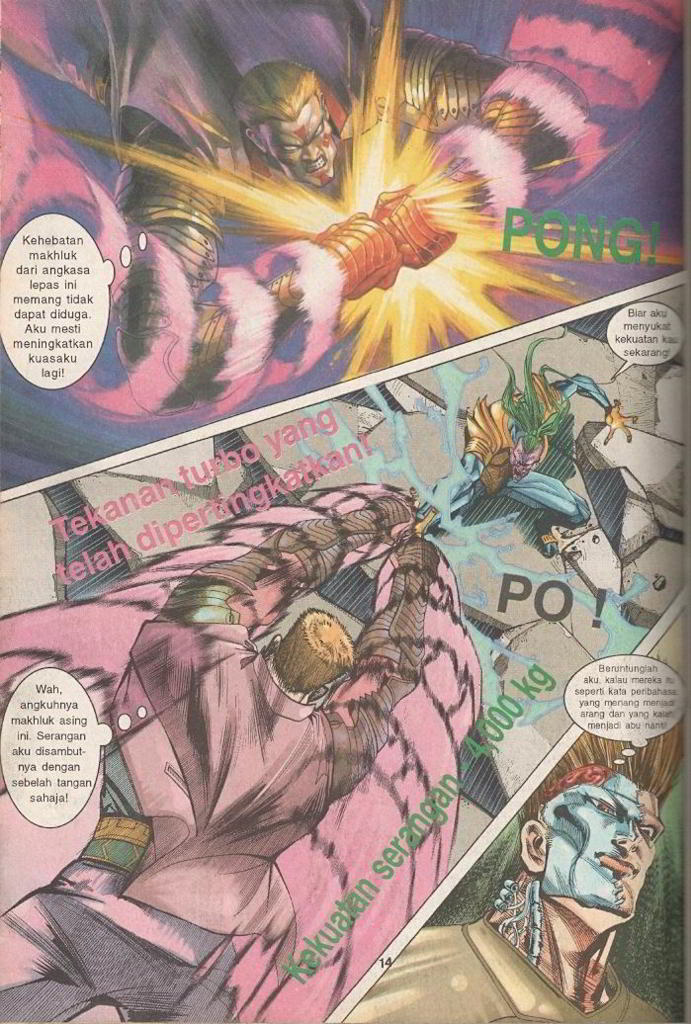 Kehebatan
makhluk
dari angkasa
lepas ini
memang tidak
dapat diduga.
Aku mesti
meningkatkan
kuasaku
lagi!
PONG!
Biar aku
menyukat
kekuatan kau
sekarang!
Tekanan turbo yang
telah dipertingkatkan!
PO !
Wah,
angkuhnya
makhluk asing
ini. Serangan
aku disambut-
nya dengan
sebelah tangan
sahaja!
Kekuatan serangan 4,000 kg
Beruntunglah
aku, kalau mereka itu
seperti kata peribahasa,
yang menang menjadi
arang dan yang kalah
menjadi abu nanti!
14